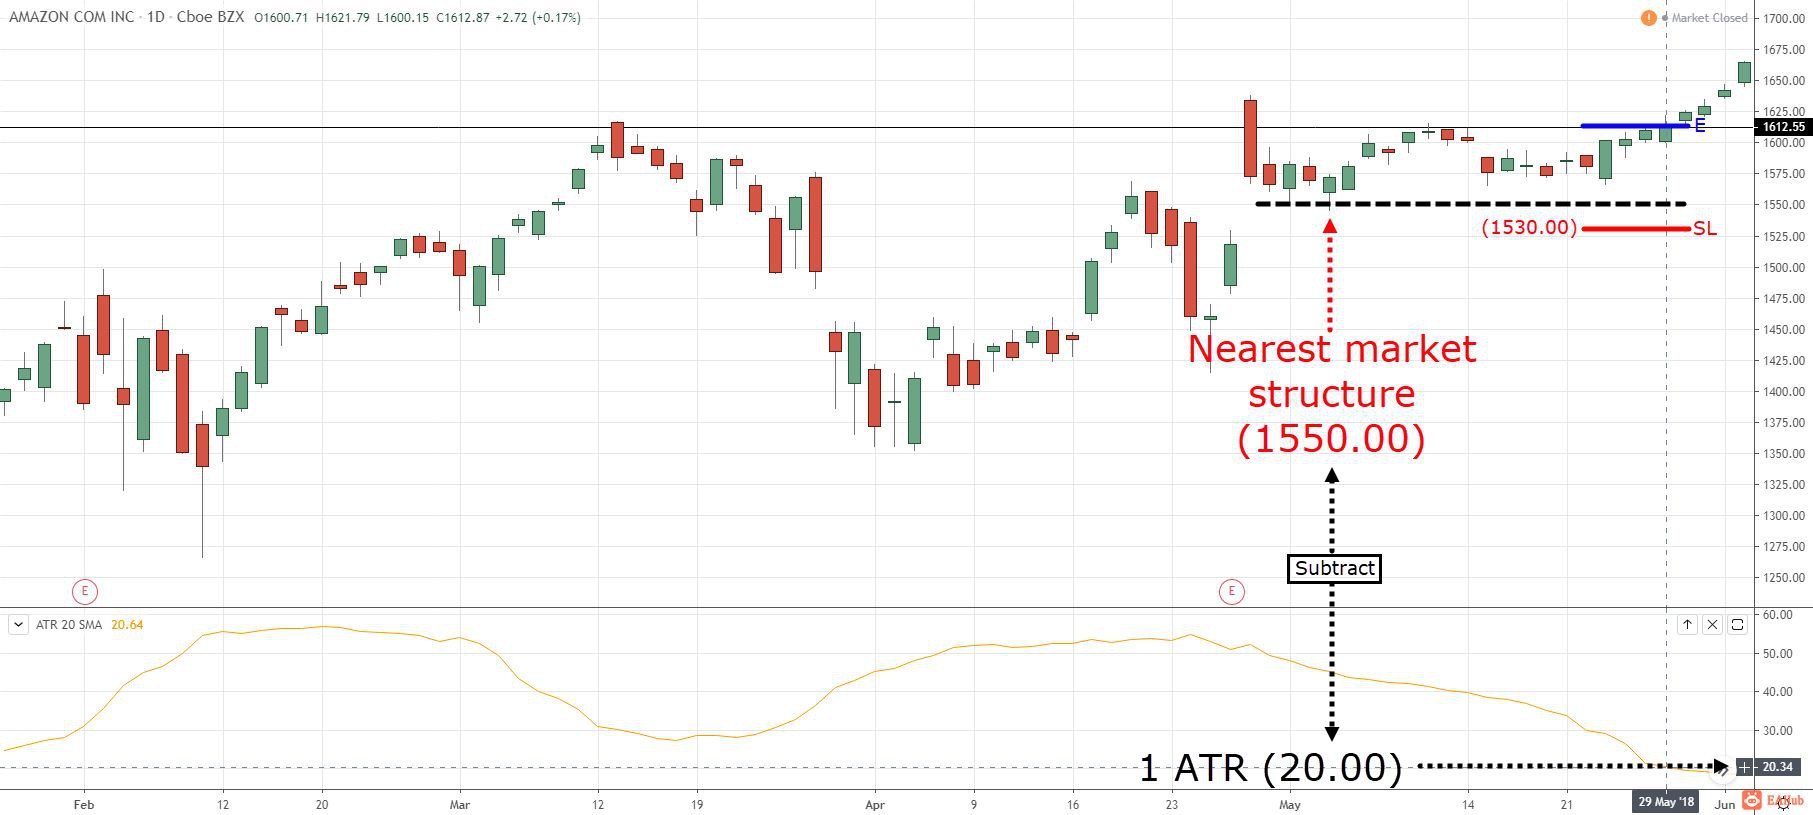 AMAZON COM INC · 1D · Cboe BZX O1600.71 H1621.79 L1600.15 C1612.87 +2.72 (+0.17%)
! Market Closed
1700.00
1675.00
1650.00
1625.00
E
1612.55
1600.00
1575.00
1550.00
(1530.00) SL
1525.00
1500.00
1475.00
1450.00
Nearest market
structure
(1550.00)
1425.00
1400.00
1375.00
1350.00
1325.00
1300.00
1275.00
Subtract
1250.00
E
E
ATR 20 SMA 20.64
60.00
50.00
40.00
30.00
1 ATR (20.00)
20.34
Feb 12 20 Mar 12 19 Apr 9 16 23 May 14 21 29 May '18 Jun
EAHub